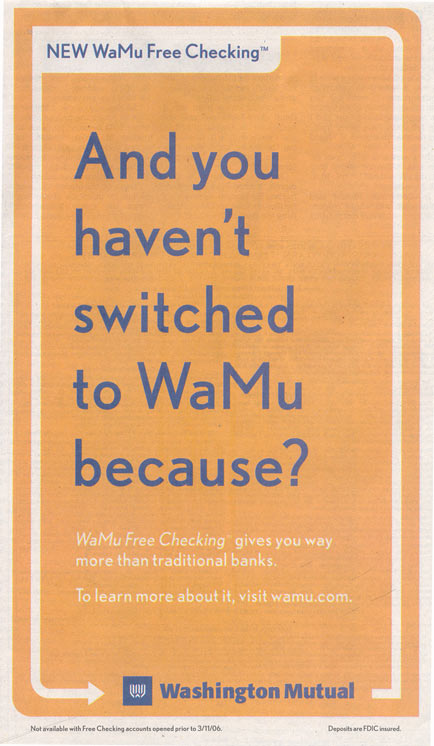 NEW WaMu Free Checking™
And you
haven't
switched
to WaMu
because?
WaMu Free Checking™ gives you way
more than traditional banks.
To learn more about it, visit wamu.com.
Washington Mutual
Not available with Free Checking accounts opened prior to 3/11/06.
Deposits are FDIC insured.